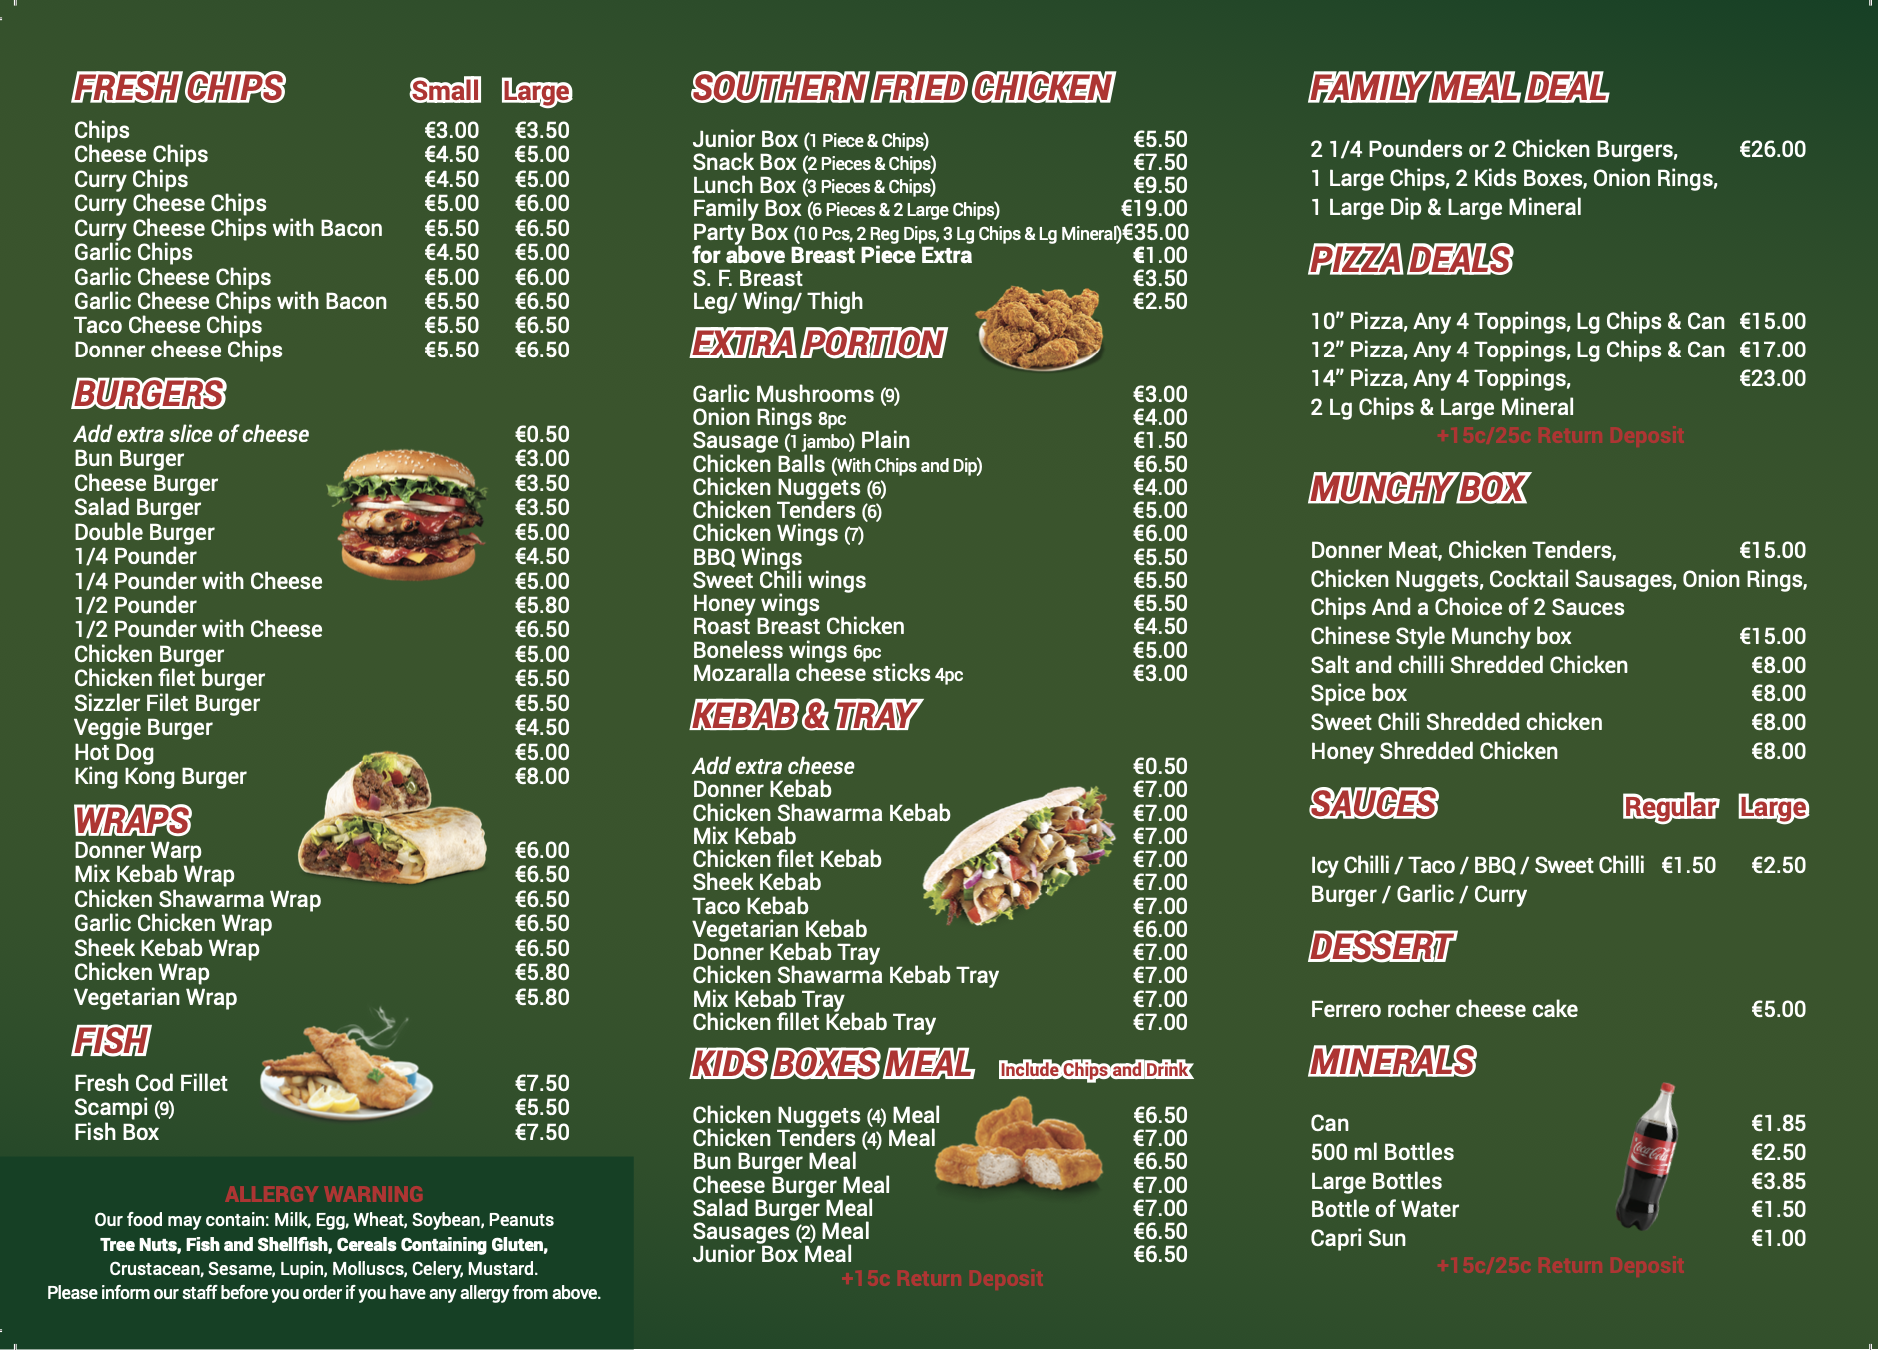 FRESH CHIPS Small Large
Chips €3.00 €3.50
Cheese Chips €4.50 €5.00
Curry Chips €4.50 €5.00
Curry Cheese Chips €5.00 €6.00
Curry Cheese Chips with Bacon €5.50 €6.50
Garlic Chips €4.50 €5.00
Garlic Cheese Chips €5.00 €6.00
Garlic Cheese Chips with Bacon €5.50 €6.50
Taco Cheese Chips €5.50 €6.50
Donner cheese Chips €5.50 €6.50
BURGERS
Add extra slice of cheese €0.50
Bun Burger €3.00
Cheese Burger €3.50
Salad Burger €3.50
Double Burger €5.00
1/4 Pounder €4.50
1/4 Pounder with Cheese €5.00
1/2 Pounder €5.80
1/2 Pounder with Cheese €6.50
Chicken Burger €5.00
Chicken filet burger €5.50
Sizzler Filet Burger €5.50
Veggie Burger €4.50
Hot Dog €5.00
King Kong Burger €8.00
WRAPS
Donner Warp €6.00
Mix Kebab Wrap €6.50
Chicken Shawarma Wrap €6.50
Garlic Chicken Wrap €6.50
Sheek Kebab Wrap €6.50
Chicken Wrap €5.80
Vegetarian Wrap €5.80
FISH
Fresh Cod Fillet €7.50
Scampi (9) €5.50
Fish Box €7.50
ALLERGY WARNING
Our food may contain: Milk, Egg, Wheat, Soybean, Peanuts
Tree Nuts, Fish and Shellfish, Cereals Containing Gluten,
Crustacean, Sesame, Lupin, Molluscs, Celery, Mustard.
Please inform our staff before you order if you have any allergy from above.
SOUTHERN FRIED CHICKEN
Junior Box (1 Piece & Chips) €5.50
Snack Box (2 Pieces & Chips) €7.50
Lunch Box (3 Pieces & Chips) €9.50
Family Box (6 Pieces & 2 Large Chips) €19.00
Party Box (10 Pcs, 2 Reg Dips, 3 Lg Chips & Lg Mineral) €35.00
for above Breast Piece Extra €1.00
S. F. Breast €3.50
Leg/ Wing/ Thigh €2.50
EXTRA PORTION
Garlic Mushrooms (9) €3.00
Onion Rings 8pc €4.00
Sausage (1 jambo) Plain €1.50
Chicken Balls (With Chips and Dip) €6.50
Chicken Nuggets (6) €4.00
Chicken Tenders (6) €5.00
Chicken Wings (7) €6.00
BBQ Wings €5.50
Sweet Chili wings €5.50
Honey wings €5.50
Roast Breast Chicken €4.50
Boneless wings 6pc €5.00
Mozaralla cheese sticks 4pc €3.00
KEBAB & TRAY
Add extra cheese €0.50
Donner Kebab €7.00
Chicken Shawarma Kebab €7.00
Mix Kebab €7.00
Chicken filet Kebab €7.00
Sheek Kebab €7.00
Taco Kebab €7.00
Vegetarian Kebab €6.00
Donner Kebab Tray €7.00
Chicken Shawarma Kebab Tray €7.00
Mix Kebab Tray €7.00
Chicken fillet Kebab Tray €7.00
KIDS BOXES MEAL Include Chips and Drink
Chicken Nuggets (4) Meal €6.50
Chicken Tenders (4) Meal €7.00
Bun Burger Meal €6.50
Cheese Burger Meal €7.00
Salad Burger Meal €7.00
Sausages (2) Meal €6.50
Junior Box Meal €6.50
+15c Return Deposit
FAMILY MEAL DEAL
2 1/4 Pounders or 2 Chicken Burgers, €26.00
1 Large Chips, 2 Kids Boxes, Onion Rings,
1 Large Dip & Large Mineral
PIZZA DEALS
10” Pizza, Any 4 Toppings, Lg Chips & Can €15.00
12” Pizza, Any 4 Toppings, Lg Chips & Can €17.00
14” Pizza, Any 4 Toppings, €23.00
2 Lg Chips & Large Mineral
+15c/25c Return Deposit
MUNCHY BOX
Donner Meat, Chicken Tenders, €15.00
Chicken Nuggets, Cocktail Sausages, Onion Rings,
Chips And a Choice of 2 Sauces
Chinese Style Munchy box €15.00
Salt and chilli Shredded Chicken €8.00
Spice box €8.00
Sweet Chili Shredded chicken €8.00
Honey Shredded Chicken €8.00
SAUCES Regular Large
Icy Chilli / Taco / BBQ / Sweet Chilli €1.50 €2.50
Burger / Garlic / Curry
DESSERT
Ferrero rocher cheese cake €5.00
MINERALS
Can €1.85
500 ml Bottles €2.50
Large Bottles €3.85
Bottle of Water €1.50
Capri Sun €1.00
Coca-Cola
+15c/25c Return Deposit